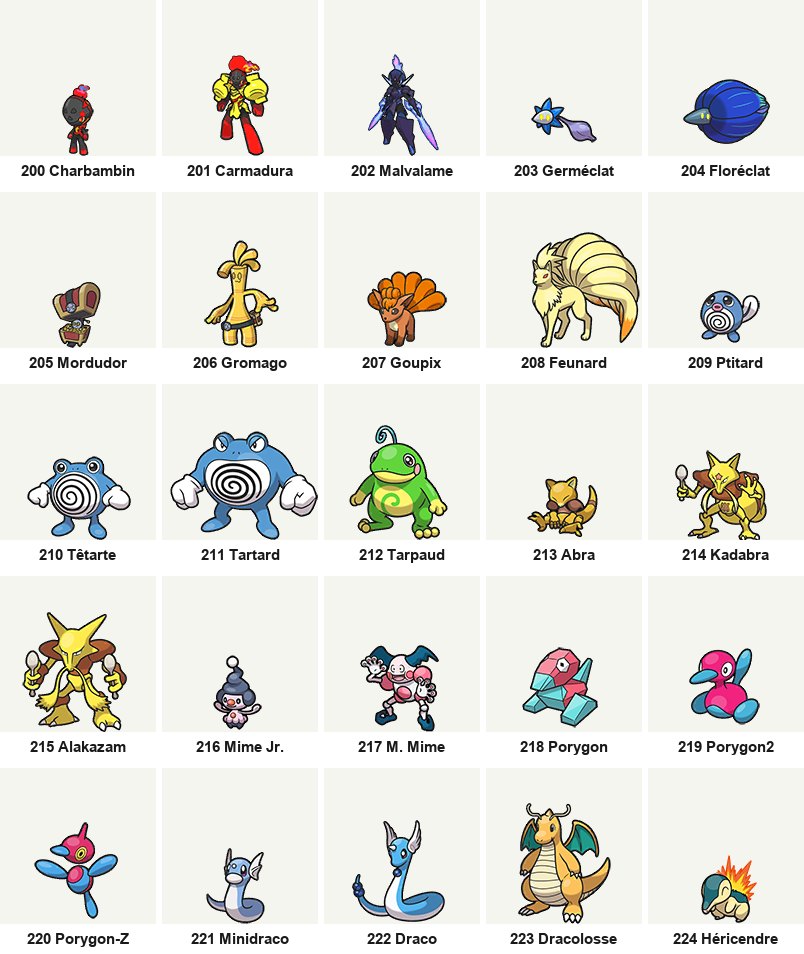 200 Charbambin
201 Carmadura
202 Malvalame
203 Germéclat
204 Floréclat
205 Mordudor
206 Gromago
207 Goupix
208 Feunard
209 Ptitard
210 Têtarte
211 Tartard
212 Tarpaud
213 Abra
214 Kadabra
215 Alakazam
216 Mime Jr.
217 M. Mime
218 Porygon
219 Porygon2
220 Porygon-Z
221 Minidraco
222 Draco
223 Dracolosse
224 Héricendre